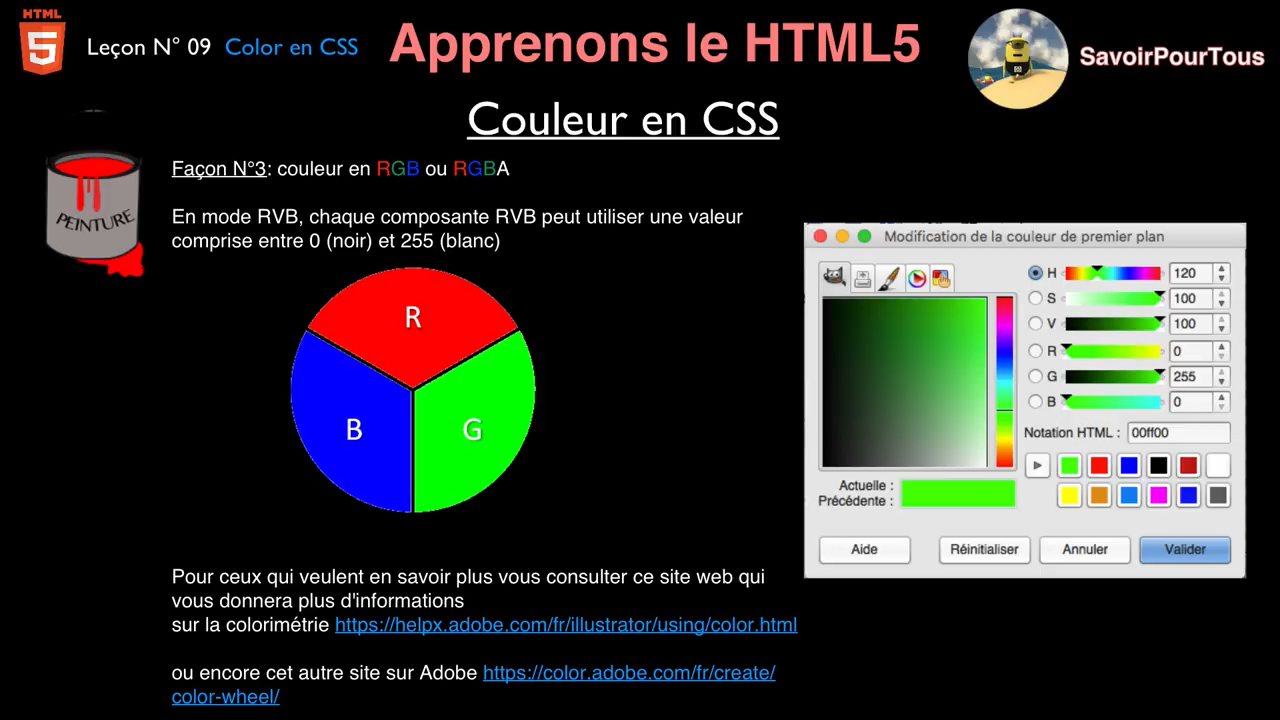 HTML
5
Leçon N° 09 Color en CSS
Apprenons le HTML5
SavoirPourTous
Couleur en CSS
PEINTURE
Façon N°3: couleur en RGB ou RGBA
En mode RVB, chaque composante RVB peut utiliser une valeur
comprise entre 0 (noir) et 255 (blanc)
R
B
G
Modification de la couleur de premier plan
H 120
S 100
V 100
R 0
G 255
B 0
Notation HTML : 00ff00
Actuelle :
Précédente :
Aide
Réinitialiser
Annuler
Valider
Pour ceux qui veulent en savoir plus vous consulter ce site web qui
vous donnera plus d'informations
sur la colorimétrie https://helpx.adobe.com/fr/illustrator/using/color.html
ou encore cet autre site sur Adobe https://color.adobe.com/fr/create/
color-wheel/